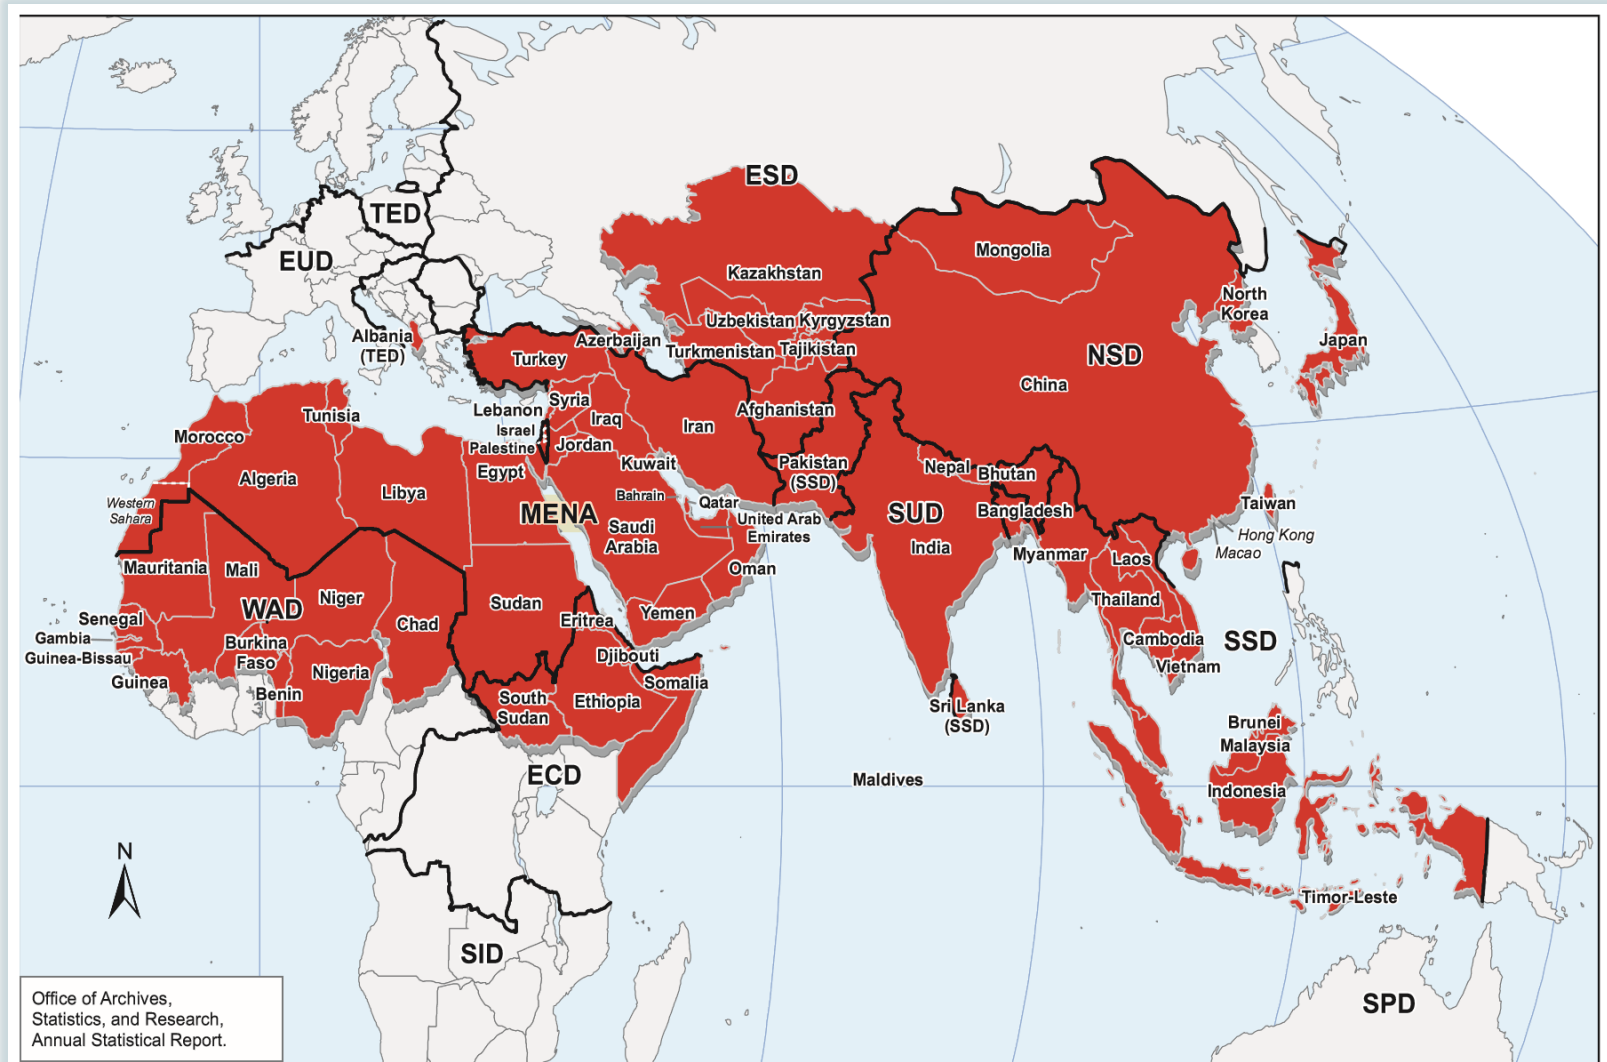 ESD
TED
EUD
Mongolia
Kazakhstan
North
Korea
Uzbekistan
Kyrgyzstan
Albania
(TED)
Azerbaijan
Turkey
Turkmenistan
Tajikistan
Japan
NSD
China
Syria
Lebanon
Israel
Palestine
Iraq
Jordan
Iran
Afghanistan
Tunisia
Morocco
Algeria
Libya
Egypt
Kuwait
Pakistan
(SSD)
Nepal
Bhutan
Western
Sahara
MENA
Bahrain
Qatar
Saudi
Arabia
United Arab
Emirates
SUD
India
Bangladesh
Taiwan
Hong Kong
Macao
Myanmar
Laos
Oman
Mauritania
Mali
Niger
WAD
Chad
Sudan
Eritrea
Yemen
Thailand
Senegal
Gambia
Guinea-Bissau
Guinea
Burkina
Faso
Benin
Nigeria
Djibouti
Somalia
South
Sudan
Ethiopia
Cambodia
Vietnam
SSD
Sri Lanka
(SSD)
Brunei
Malaysia
Indonesia
ECD
Maldives
N
Timor-Leste
SID
SPD
Office of Archives,
Statistics, and Research,
Annual Statistical Report.